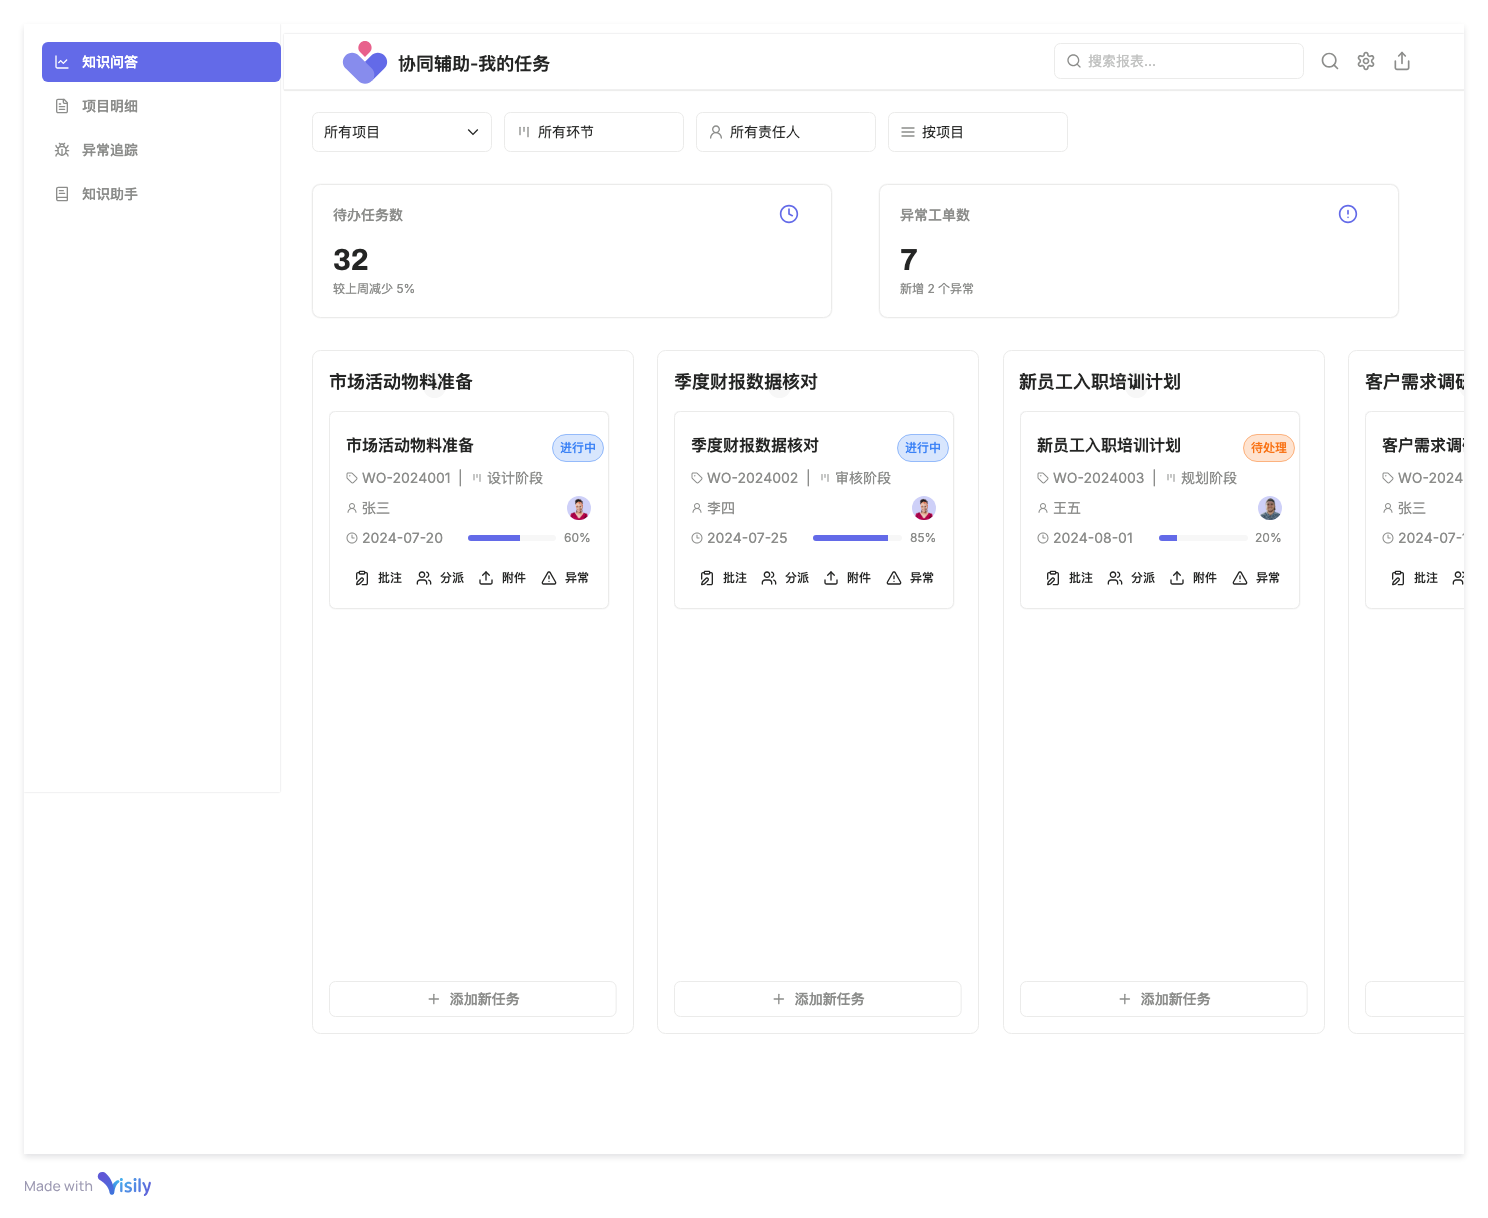 知识问答
项目明细
异常追踪
知识助手
协同辅助-我的任务
搜索报表...
所有项目
所有环节
所有责任人
按项目
待办任务数
32
较上周减少 5%
异常工单数
7
新增 2 个异常
市场活动物料准备
市场活动物料准备
进行中
WO-2024001 | 设计阶段
张三
2024-07-20 60%
批注 分派 附件 异常
添加新任务
季度财报数据核对
季度财报数据核对
进行中
WO-2024002 | 审核阶段
李四
2024-07-25 85%
批注 分派 附件 异常
添加新任务
新员工入职培训计划
新员工入职培训计划
待处理
WO-2024003 | 规划阶段
王五
2024-08-01 20%
批注 分派 附件 异常
添加新任务
客户需求调研
客户需求调
WO-2024
张三
2024-07-
批注
Made with Visily